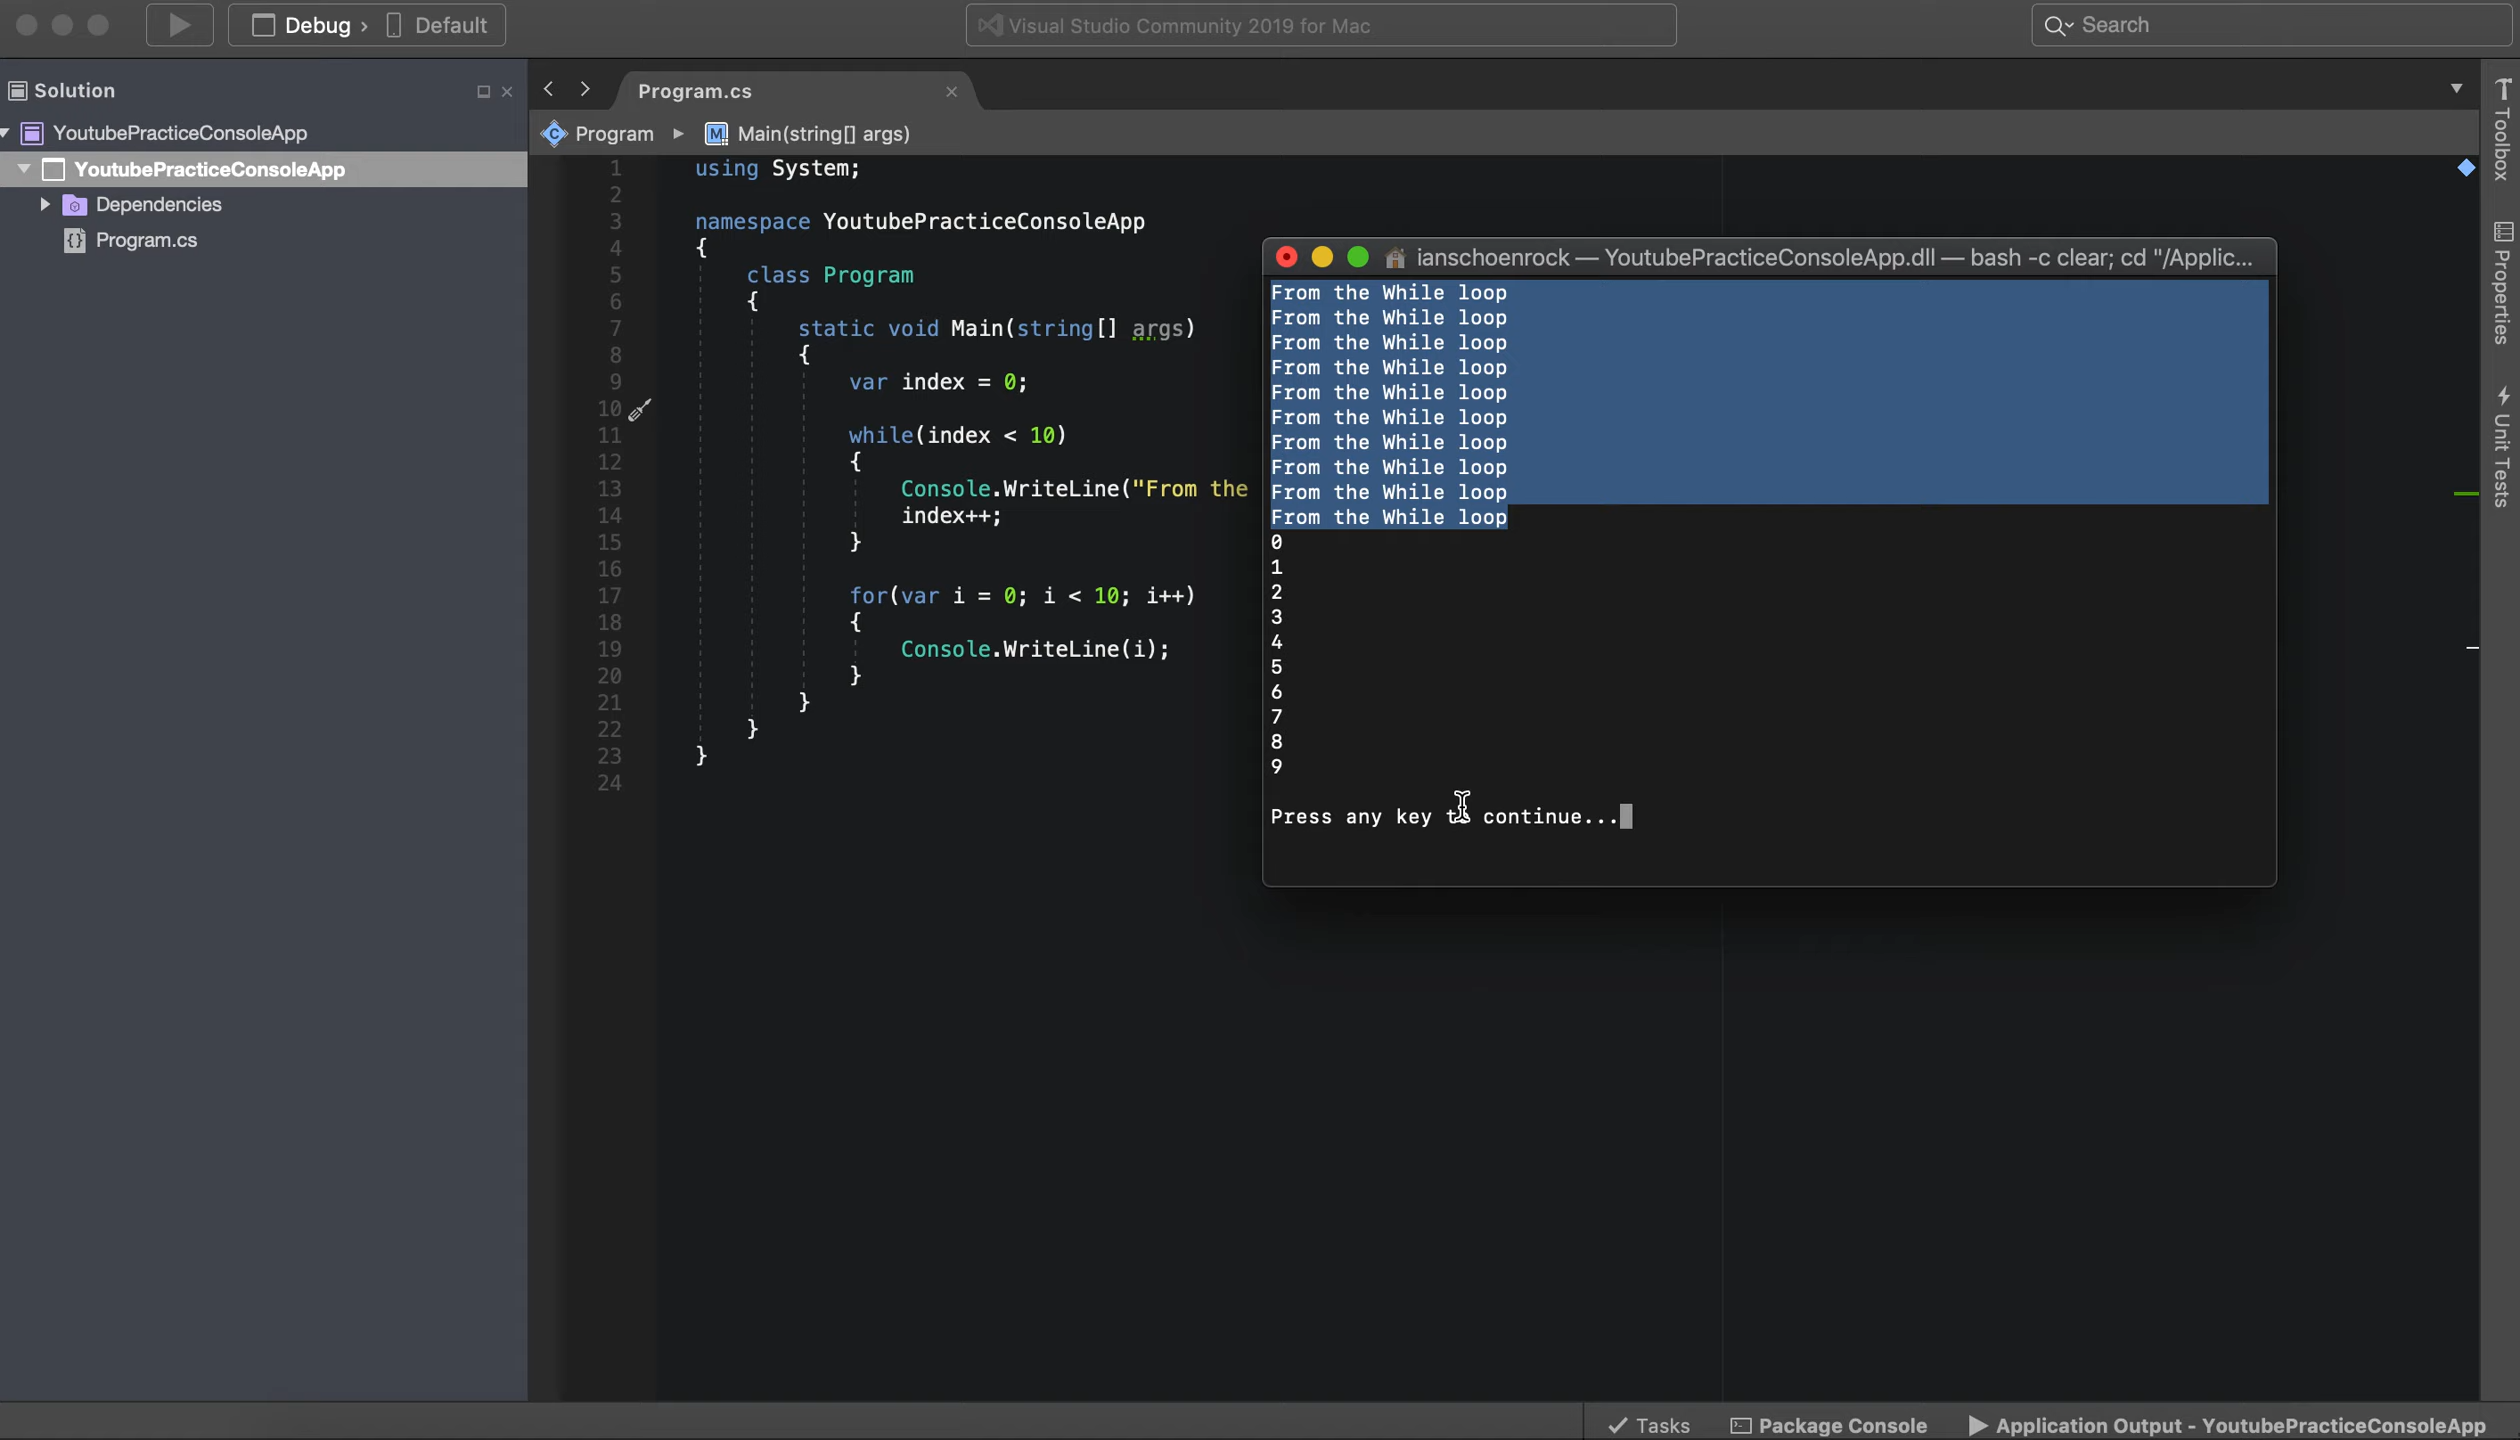 Debug › Default
Visual Studio Community 2019 for Mac
Search
Solution
YoutubePracticeConsoleApp
YoutubePracticeConsoleApp
Dependencies
Program.cs
Program.cs
Program
Main(string[] args)
1 using System;
2
3 namespace YoutubePracticeConsoleApp
4 {
5 class Program
6 {
7 static void Main(string[] args)
8 {
9 var index = 0;
10
11 while(index < 10)
12 {
13 Console.WriteLine("From the
14 index++;
15 }
16
17 for(var i = 0; i < 10; i++)
18 {
19 Console.WriteLine(i);
20 }
21 }
22 }
23 }
24
ianschoenrock — YoutubePracticeConsoleApp.dll — bash -c clear; cd "/Applic...
From the While loop
From the While loop
From the While loop
From the While loop
From the While loop
From the While loop
From the While loop
From the While loop
From the While loop
From the While loop
0
1
2
3
4
5
6
7
8
9
Press any key to continue...
Toolbox
Properties
Unit Tests
Tasks
Package Console
Application Output - YoutubePracticeConsoleApp